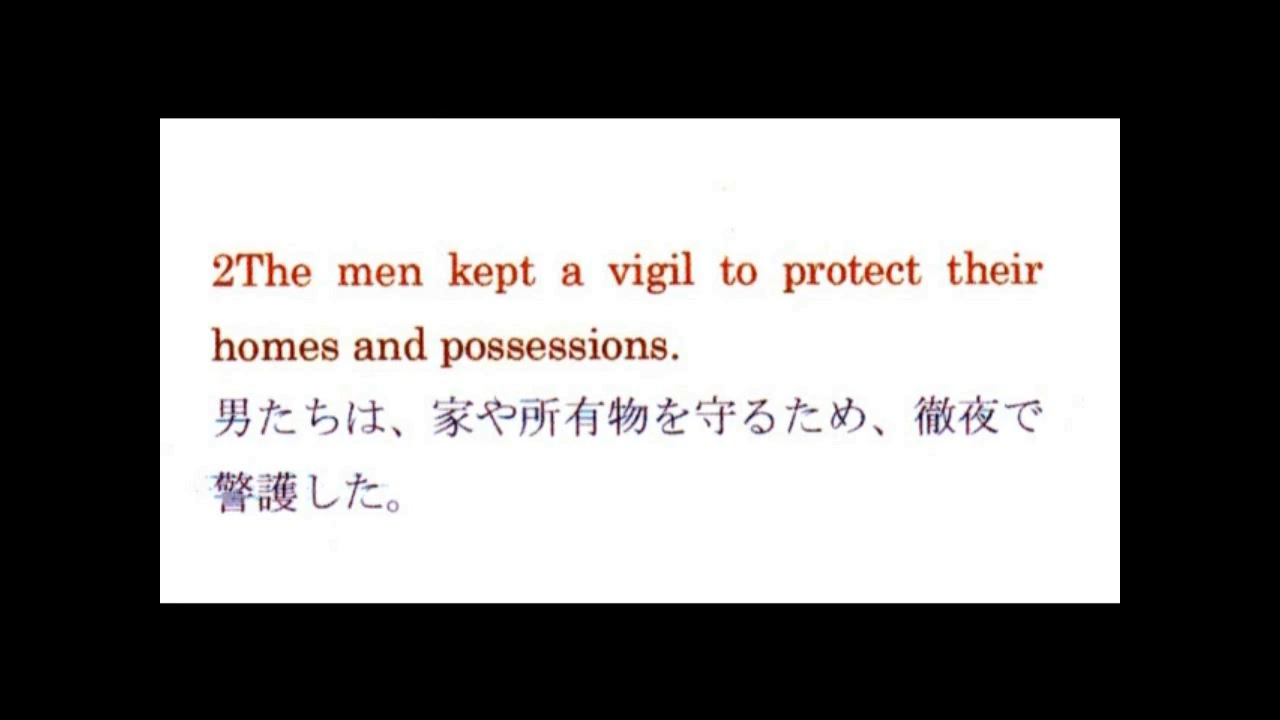 2The men kept a vigil to protect their
homes and possessions.
男たちは、家や所有物を守るため、徹夜で
警護した。